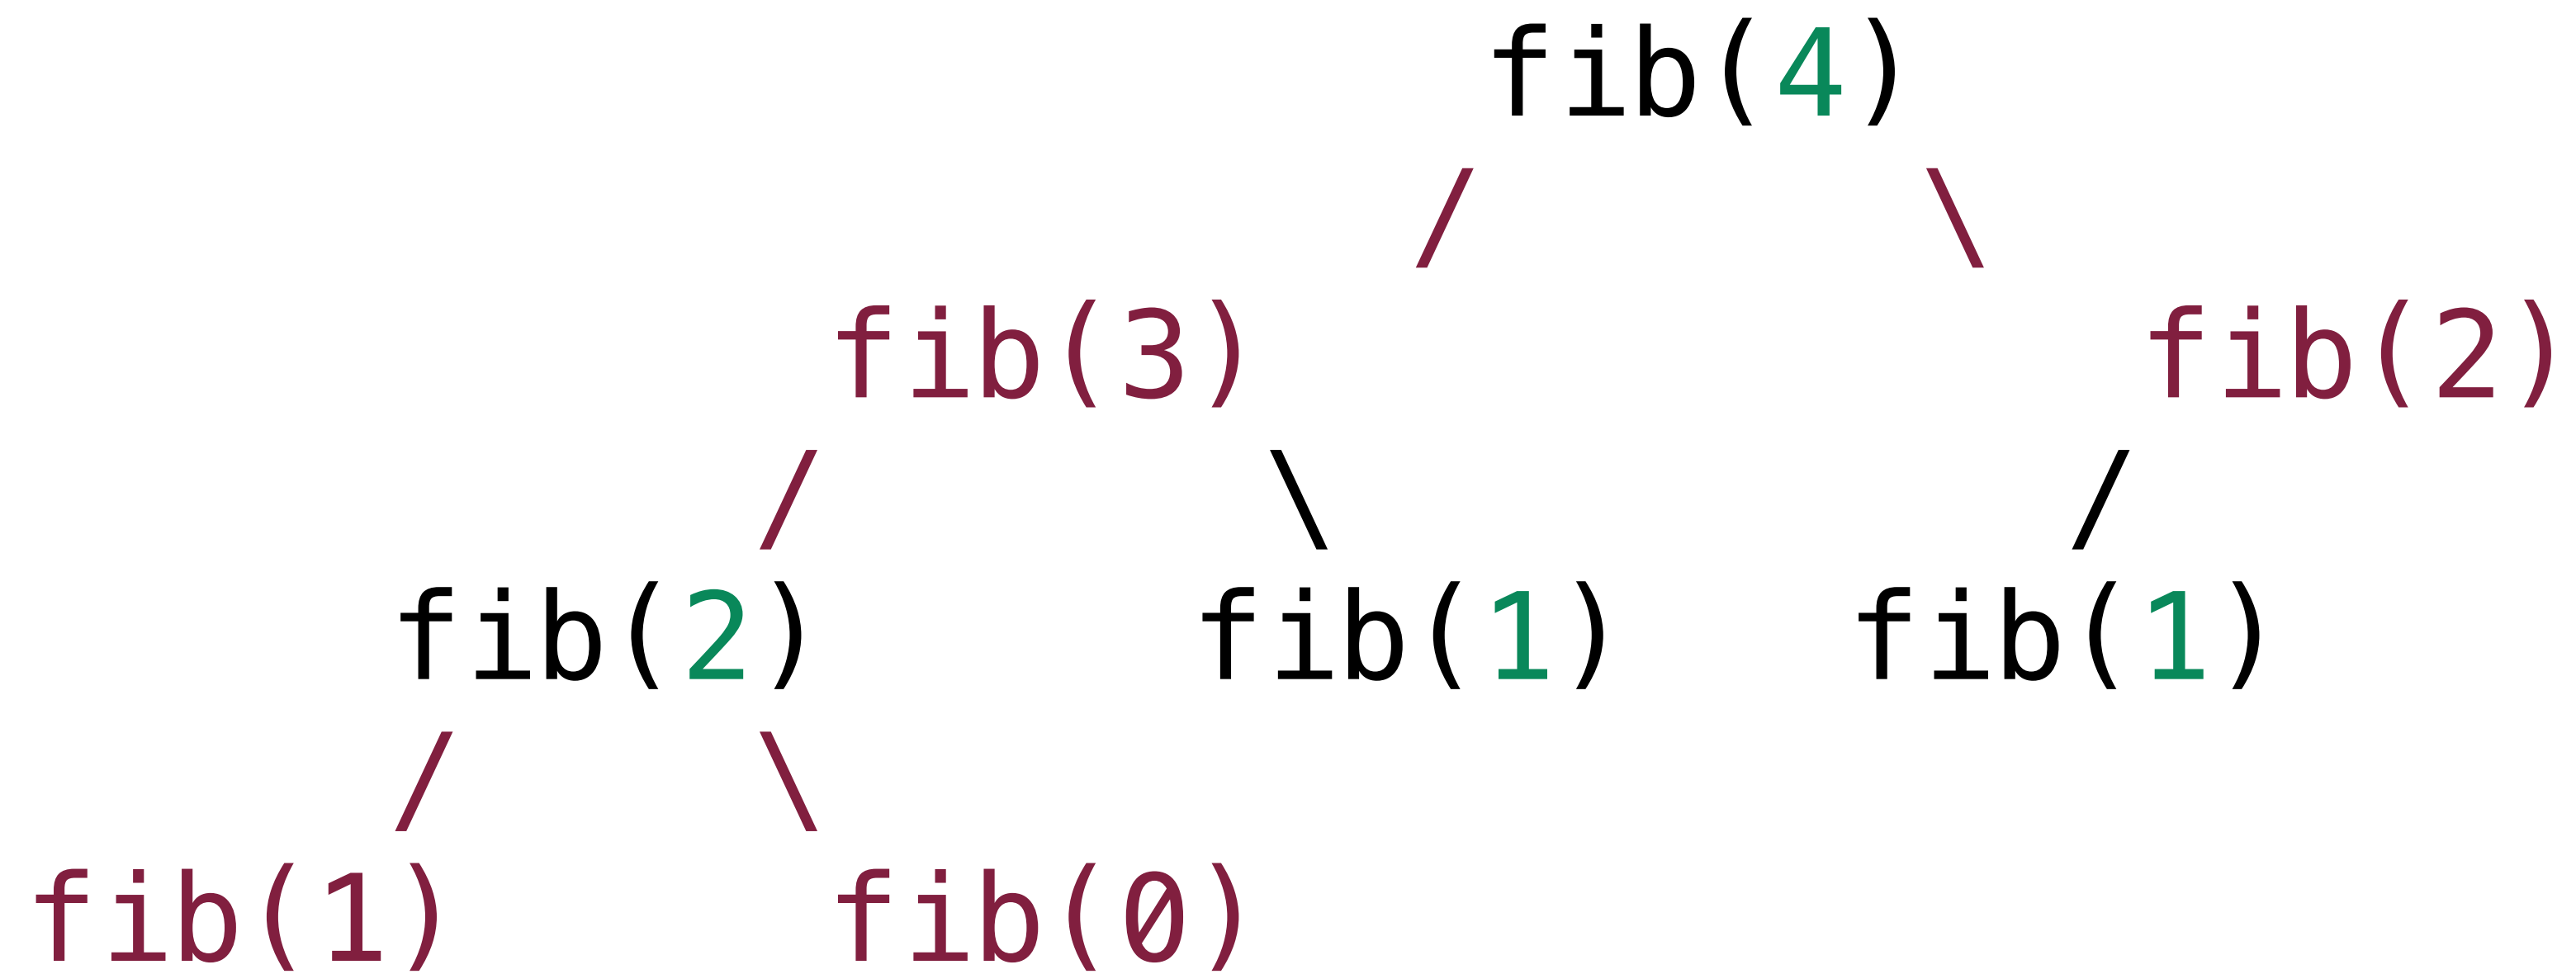 fib(4)
/ \
fib(3) fib(2)
/ \ /
fib(2) fib(1) fib(1)
/ \
fib(1) fib(0)